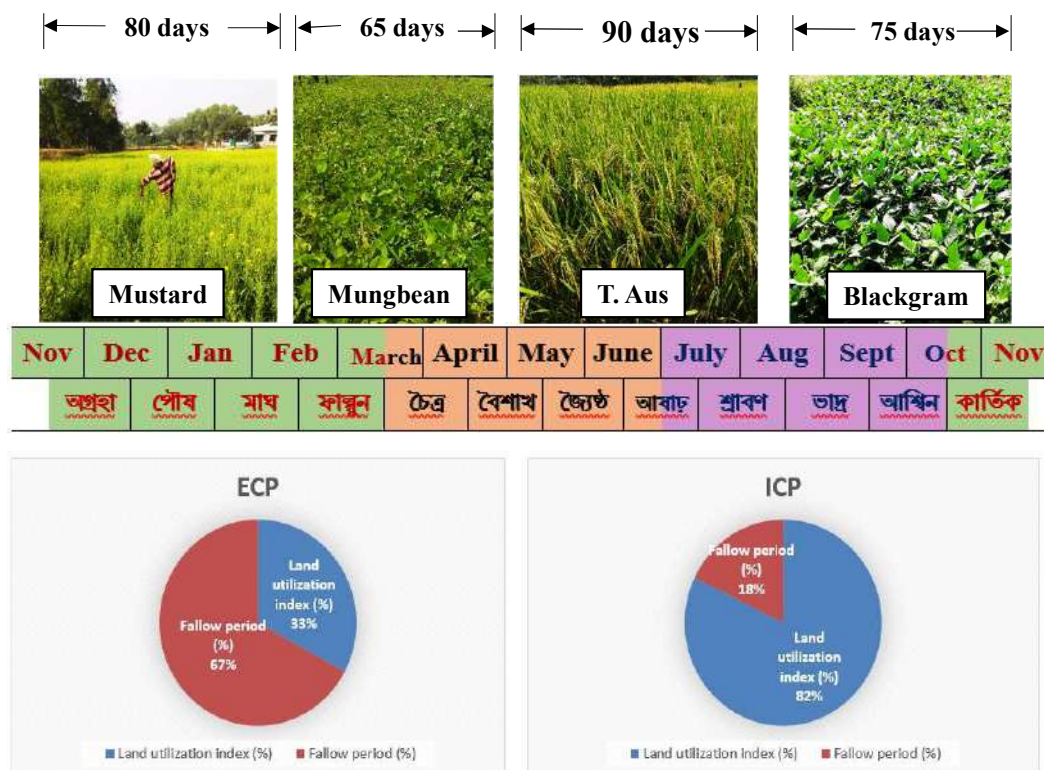 80 days 65 days 90 days 75 days
Mustard Mungbean T. Aus Blackgram
Nov Dec Jan Feb March April May June July Aug Sept Oct Nov
অগ্রহা পৌষ মাঘ ফাল্গুন চৈত্র বৈশাখ জ্যৈষ্ঠ আষাঢ় শ্রাবণ ভাদ্র আশ্বিন কার্তিক
ECP
Land
utilization
index (%)
33%
Fallow period
(%)
67%
Land utilization index (%) Fallow period (%)
ICP
Fallow period
(%)
18%
Land
utilization
index (%)
82%
Land utilization index (%) Fallow period (%)